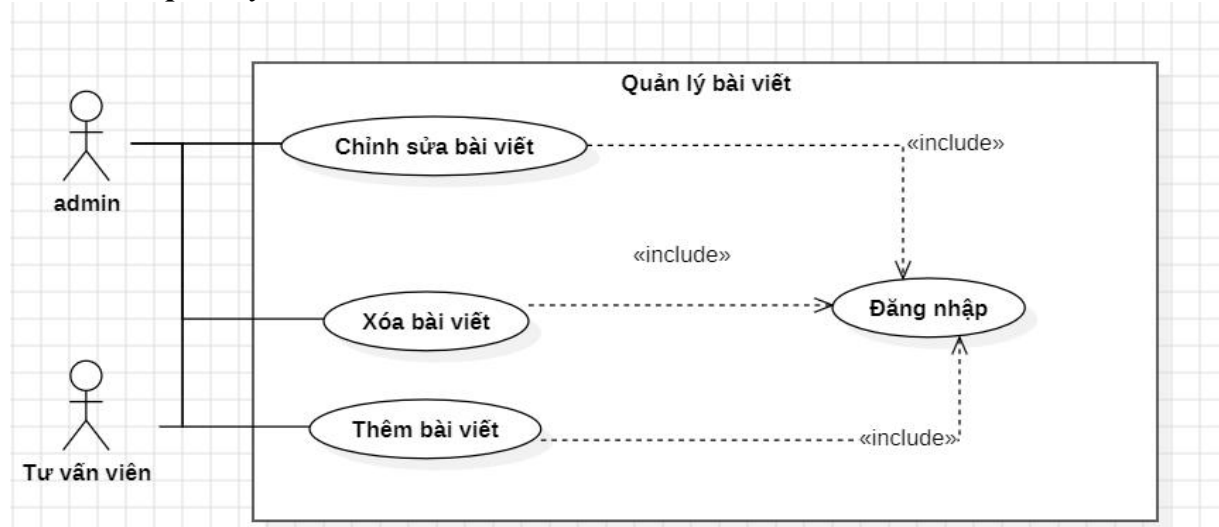 Quản lý bài viết
Chỉnh sửa bài viết
«include»
admin
«include»
Đăng nhập
Xóa bài viết
Thêm bài viết
«include»
Tư vấn viên